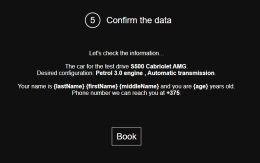 5 Confirm the data
Let's check the information...
The car for the test drive S500 Cabriolet AMG.
Desired configuration: Petrol 3.0 engine , Automatic transmission.
Your name is {lastName} {firstName} {middleName} and you are {age} years old.
Phone number we can reach you at +375.
Book